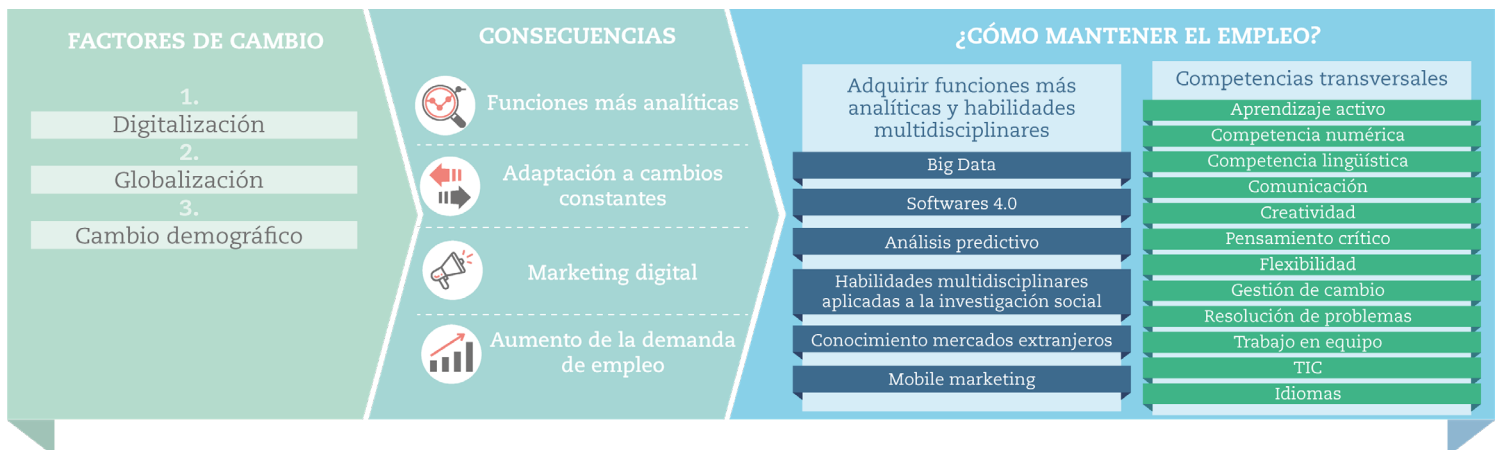 FACTORES DE CAMBIO
1.
Digitalización
2.
Globalización
3.
Cambio demográfico
CONSECUENCIAS
Funciones más analíticas
Adaptación a cambios
constantes
Marketing digital
Aumento de la demanda
de empleo
¿CÓMO MANTENER EL EMPLEO?
Adquirir funciones más
analíticas y habilidades
multidisciplinares
Big Data
Softwares 4.0
Análisis predictivo
Habilidades multidisciplinares
aplicadas a la investigación social
Conocimiento mercados extranjeros
Mobile marketing
Competencias transversales
Aprendizaje activo
Competencia numérica
Competencia lingüística
Comunicación
Creatividad
Pensamiento crítico
Flexibilidad
Gestión de cambio
Resolución de problemas
Trabajo en equipo
TIC
Idiomas